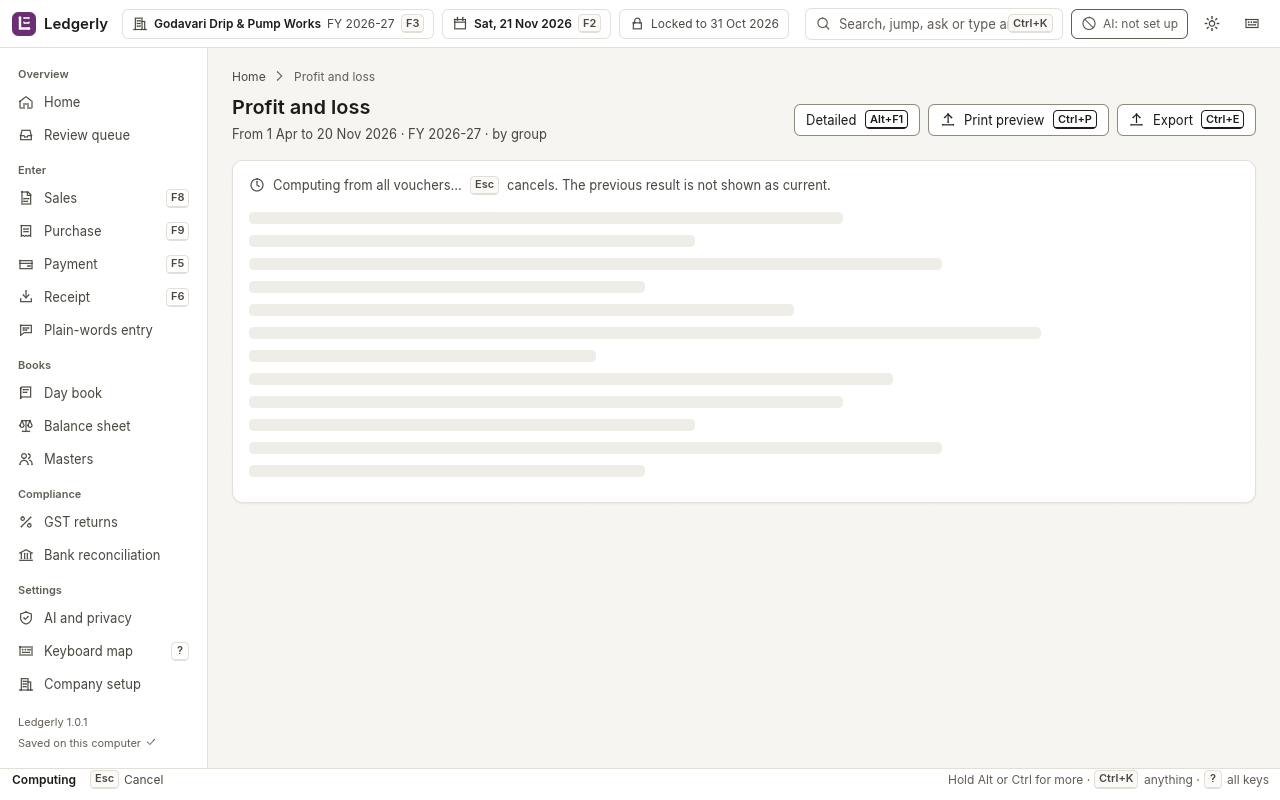 Ledgerly
Godavari Drip & Pump Works FY 2026-27 F3
Sat, 21 Nov 2026 F2
Locked to 31 Oct 2026
Search, jump, ask or type a Ctrl+K
AI: not set up
Overview
Home
Review queue
Enter
Sales F8
Purchase F9
Payment F5
Receipt F6
Plain-words entry
Books
Day book
Balance sheet
Masters
Compliance
GST returns
Bank reconciliation
Settings
AI and privacy
Keyboard map ?
Company setup
Ledgerly 1.0.1
Saved on this computer
Home Profit and loss
Profit and loss
From 1 Apr to 20 Nov 2026 · FY 2026-27 · by group
Detailed Alt+F1
Print preview Ctrl+P
Export Ctrl+E
Computing from all vouchers... Esc cancels. The previous result is not shown as current.
Computing Esc Cancel
Hold Alt or Ctrl for more · Ctrl+K anything · ? all keys